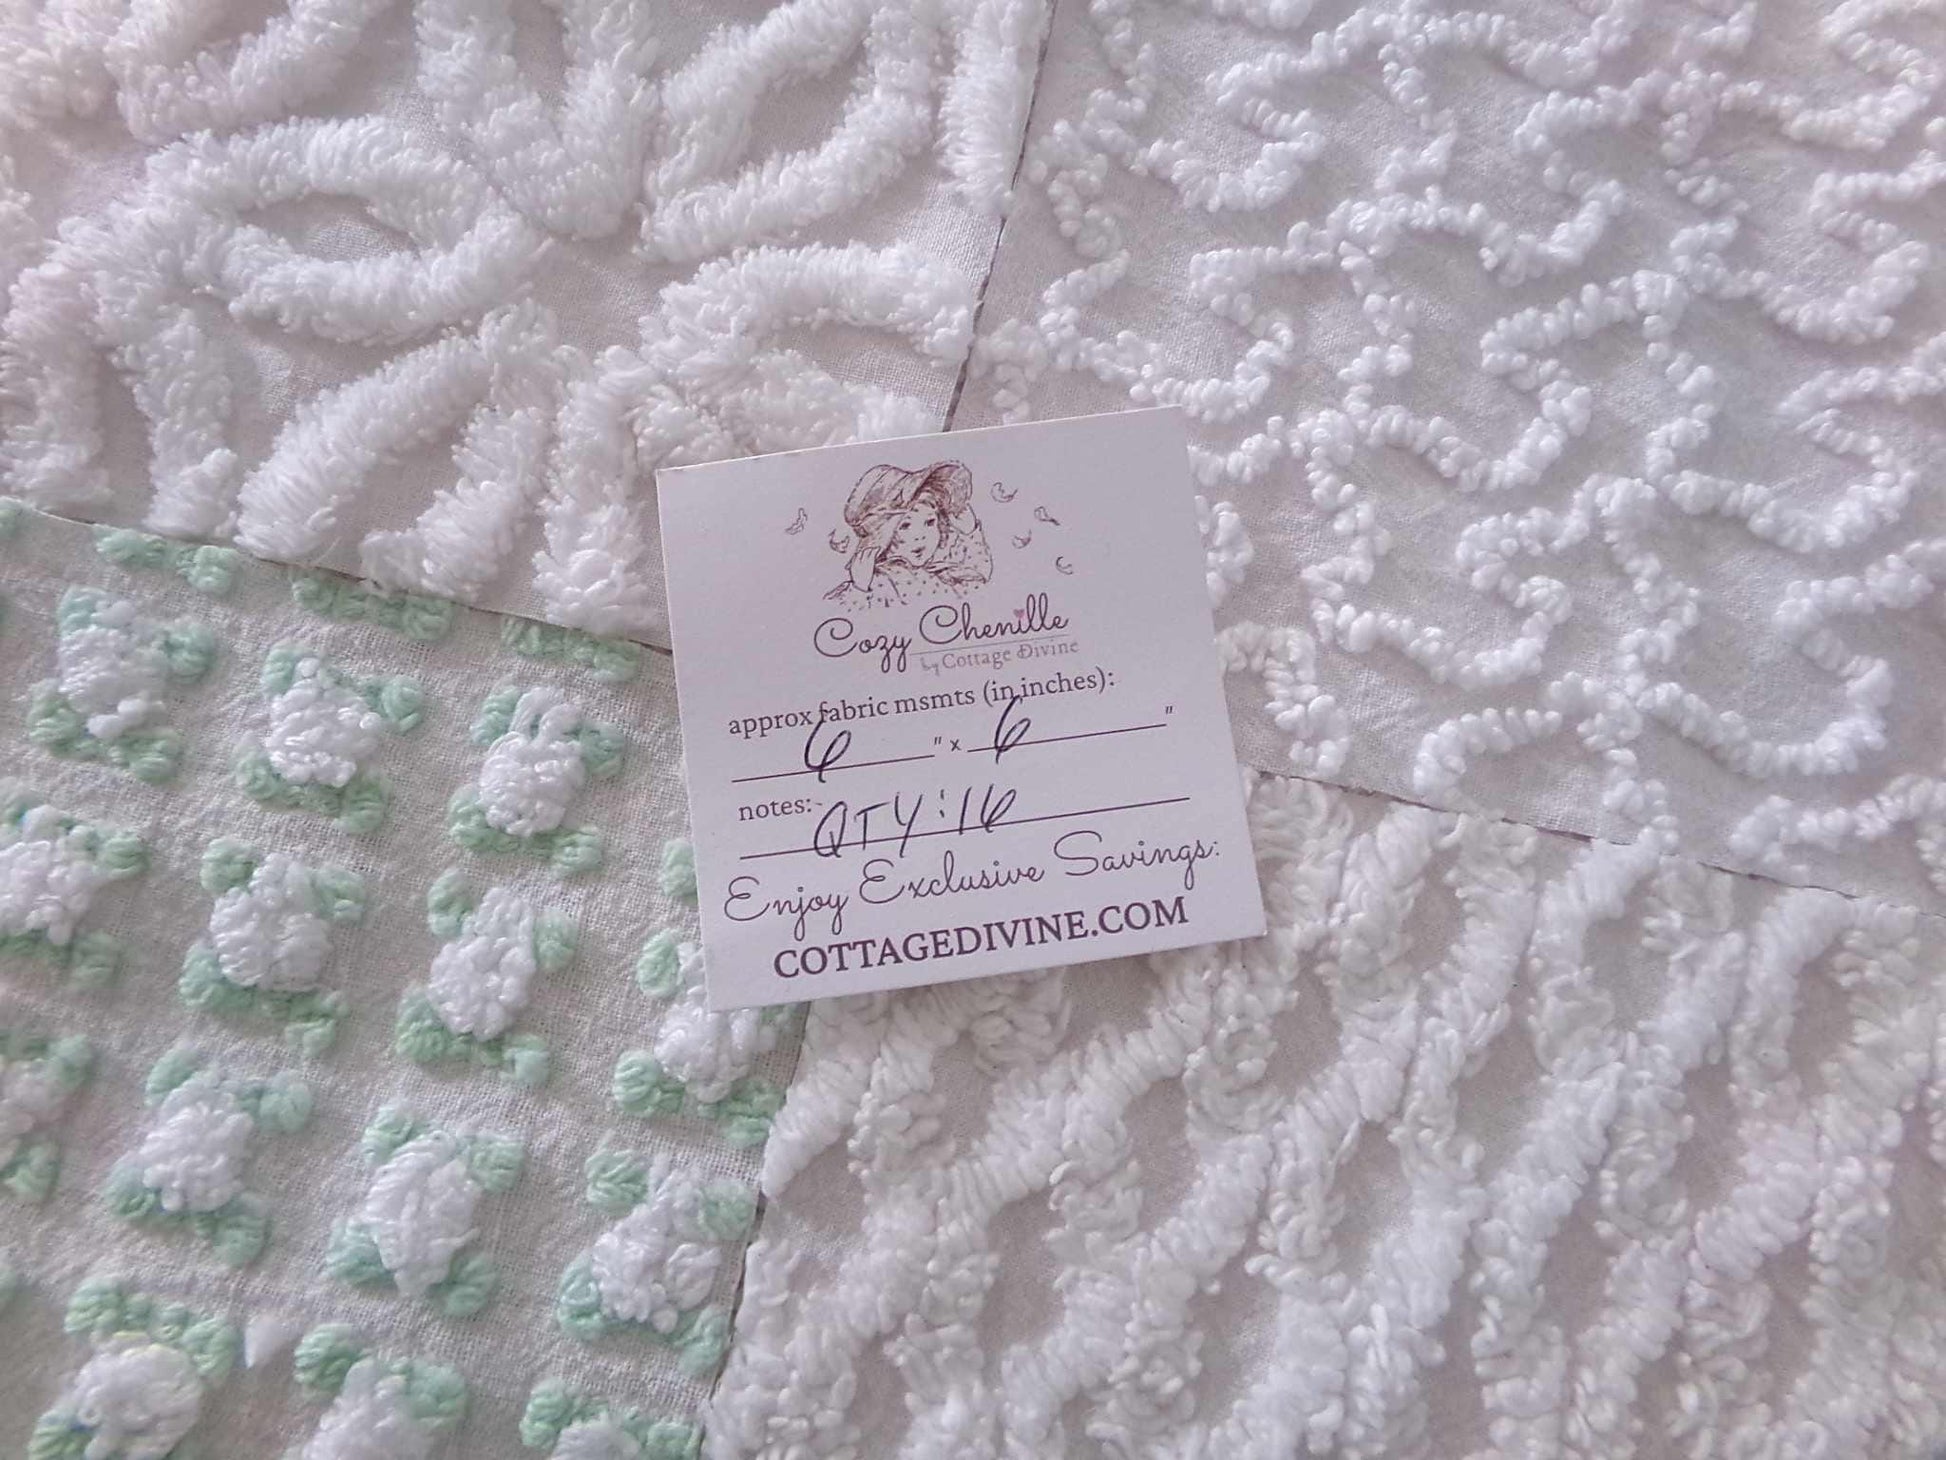 Cozy Chenille
by Cottage Divine
approx fabric msmts (in inches):
6 " x 6 "
notes: QTY: 16
Enjoy Exclusive Savings:
COTTAGEDIVINE.COM